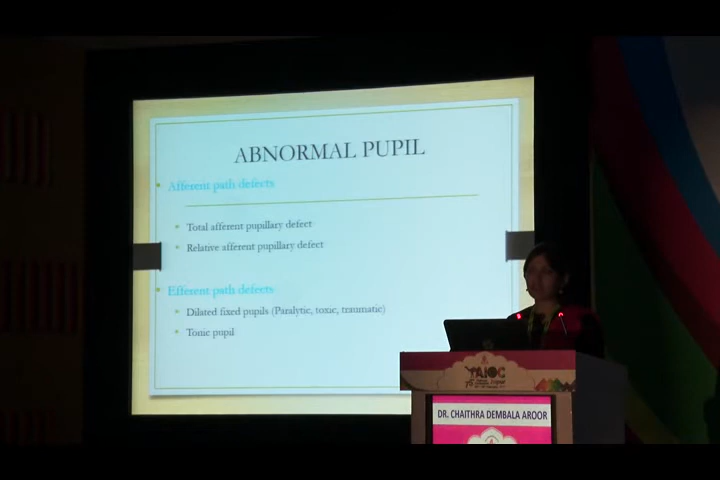 ABNORMAL PUPIL
Afferent path defects
Total afferent pupillary defect
Relative afferent pupillary defect
Efferent path defects
Dilated fixed pupils (Paralytic, toxic, traumatic)
Tonic pupil
AIOC
DR. CHAITHRA DEMBALA AROOR